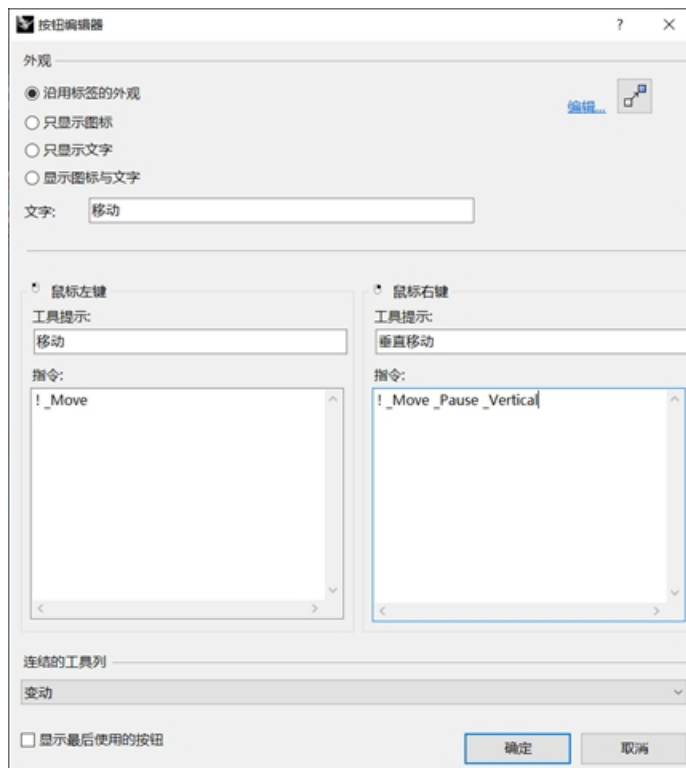 按钮编辑器
外观
沿用标签的外观
编辑...
只显示图标
只显示文字
显示图标与文字
文字:
移动
鼠标左键
工具提示:
移动
指令:
! _Move
鼠标右键
工具提示:
垂直移动
指令:
! _Move _Pause _Vertical
连结的工具列
变动
显示最后使用的按钮
确定
取消